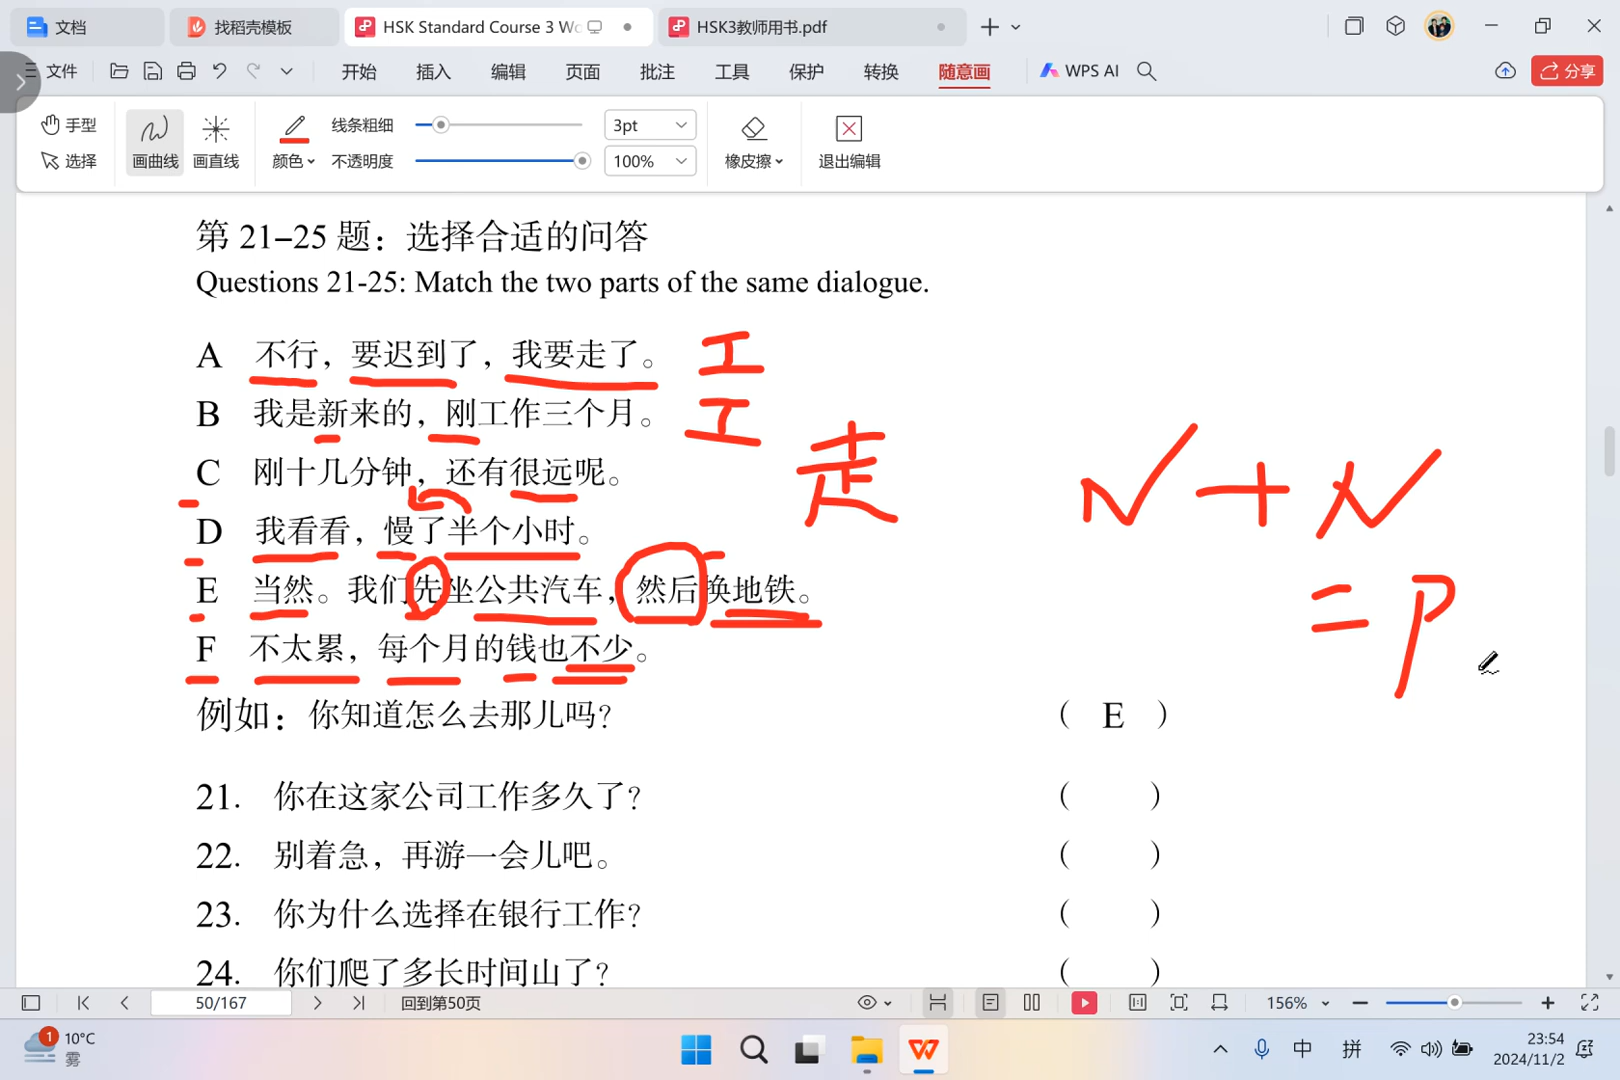 文档 找稻壳模板 HSK Standard Course 3 Wo HSK3教师用书.pdf
文件 开始 插入 编辑 页面 批注 工具 保护 转换 随意画 WPS AI 分享
手型 选择 画曲线 画直线 颜色 线条粗细 3pt 不透明度 100% 橡皮擦 退出编辑
第 21–25 题：选择合适的问答
Questions 21-25: Match the two parts of the same dialogue.
A 不行，要迟到了，我要走了。 工
B 我是新来的，刚工作三个月。 工
走
N + N
= P
C 刚十几分钟，还有很远呢。
D 我看看，慢了半个小时。
E 当然。我们先坐公共汽车，然后换地铁。
F 不太累，每个月的钱也不少。
例如：你知道怎么去那儿吗？ （ E ）
21. 你在这家公司工作多久了？ （ ）
22. 别着急，再游一会儿吧。 （ ）
23. 你为什么选择在银行工作？ （ ）
24. 你们爬了多长时间山了？ （ ）
50/167 回到第50页 156%
1 10°C 雾 中 拼 23:54 2024/11/2